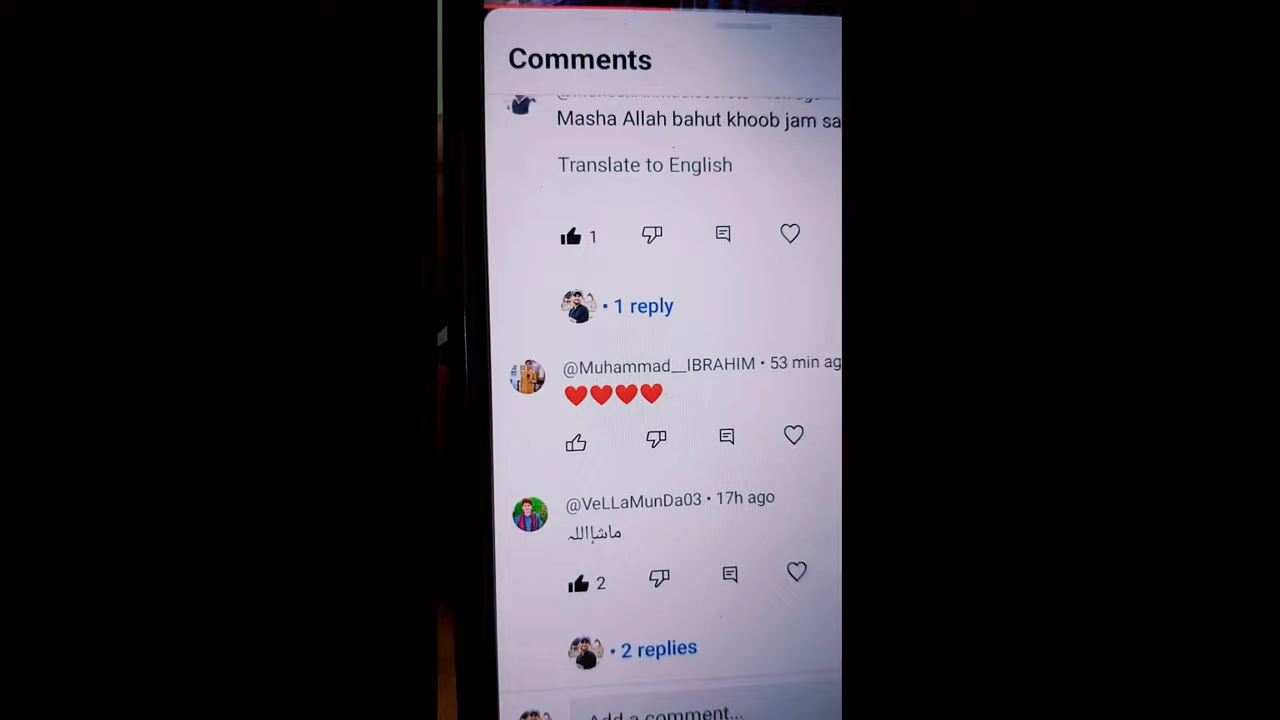 Comments
Masha Allah bahut khoob jam sa
Translate to English
1
• 1 reply
@Muhammad__IBRAHIM • 53 min ag
❤️❤️❤️❤️
@VeLLaMunDa03 • 17h ago
ماشاإللہ
2
• 2 replies
Add a comment...